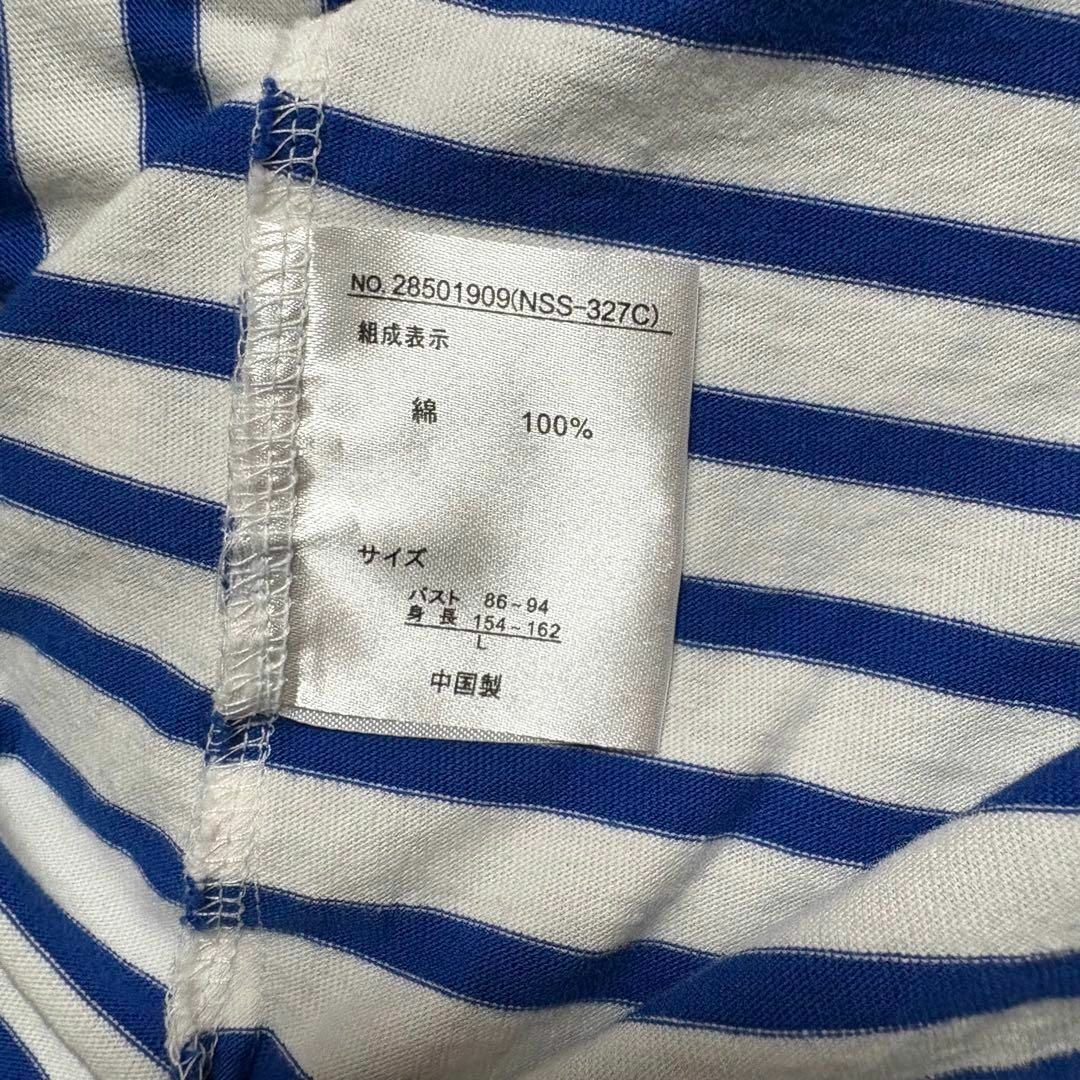 NO. 28501909(NSS-327C)
組成表示
綿 100%
サイズ
バスト 86~94
身長 154~162
L
中国製